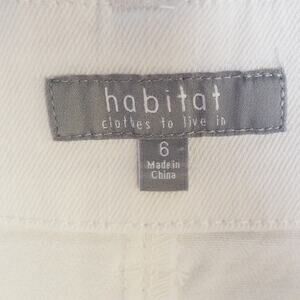 habitat
clothes to live in
6
Made in
China